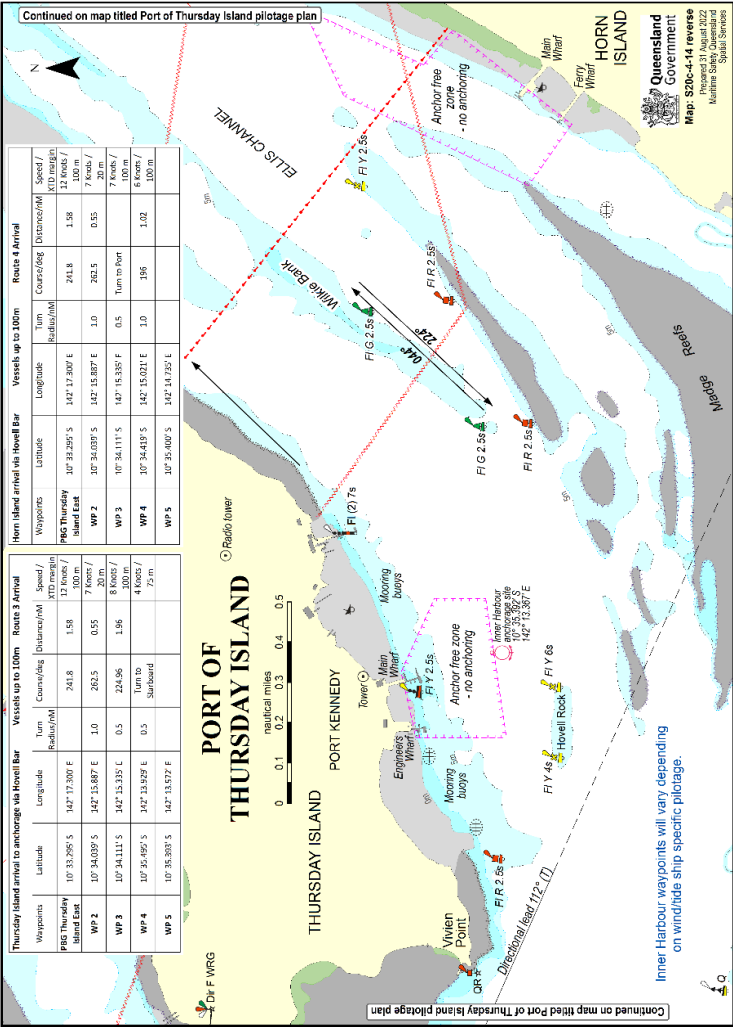 Continued on map titled Port of Thursday Island pilotage plan
Thursday Island arrival to anchorage via Hovell Bar Vessels up to 100m Route 3 Arrival
Waypoints Latitude Longitude Turn Radius/nM Course/deg Distance/nM Speed / XTD margin
PBG Thursday Island East 10° 33.295' S 142° 17.300' E 241.8 1.58 12 Knots / 100 m
WP 2 10° 34.039' S 142° 15.887' E 1.0 262.5 0.55 7 Knots / 20 m
WP 3 10° 34.111' S 142° 15.335' E 0.5 224.96 1.96 8 Knots / 100 m
WP 4 10° 35.495' S 142° 13.929' E 0.5 Turn to Starboard 4 Knots / 75 m
WP 5 10° 35.393' S 142° 13.572' E
Horn Island arrival via Hovell Bar Vessels up to 100m Route 4 Arrival
Waypoints Latitude Longitude Turn Radius/nM Course/deg Distance/nM Speed / XTD margin
PBG Thursday Island East 10° 33.295' S 142° 17.300' E 241.8 1.58 12 Knots / 100 m
WP 2 10° 34.039' S 142° 15.887' E 1.0 262.5 0.55 7 Knots / 20 m
WP 3 10° 34.111' S 142° 15.335' E 0.5 Turn to Port 7 Knots / 100 m
WP 4 10° 34.419' S 142° 15.021' E 1.0 196 1.02 6 Knots / 100 m
WP 5 10° 35.400' S 142° 14.735' E
N
PORT OF
THURSDAY ISLAND
nautical miles
0 0.1 0.2 0.3 0.4 0.5
Radio tower
THURSDAY ISLAND
PORT KENNEDY
Tower
Dir F WRG
Vivien
Point
QR
Fl R 2.5s
Engineers
Wharf
Main
Wharf
Fl Y 2.5s
Mooring
buoys
Mooring
buoys
Fl (2) 7s
Anchor free zone
- no anchoring
Inner Harbour
anchorage site
10° 35.392' S
142° 13.367' E
Fl Y 4s
Hovell Rock
Fl Y 6s
Directional lead 112° (T)
ELLIS CHANNEL
Wilkie Bank
Fl G 2.5s
044°
224°
Fl G 2.5s
Fl R 2.5s
Fl R 2.5s
Fl Y 2.5s
5m
5m
5m
Anchor free
zone
- no anchoring
Main
Wharf
Ferry
Wharf
HORN
ISLAND
Madge
Reefs
Q
Inner Harbour waypoints will vary depending
on wind/tide ship specific pilotage.
Continued on map titled Port of Thursday Island pilotage plan
Queensland
Government
Map: S20c-4-14 reverse
Prepared 31 August 2022
Maritime Safety Queensland
Spatial Services